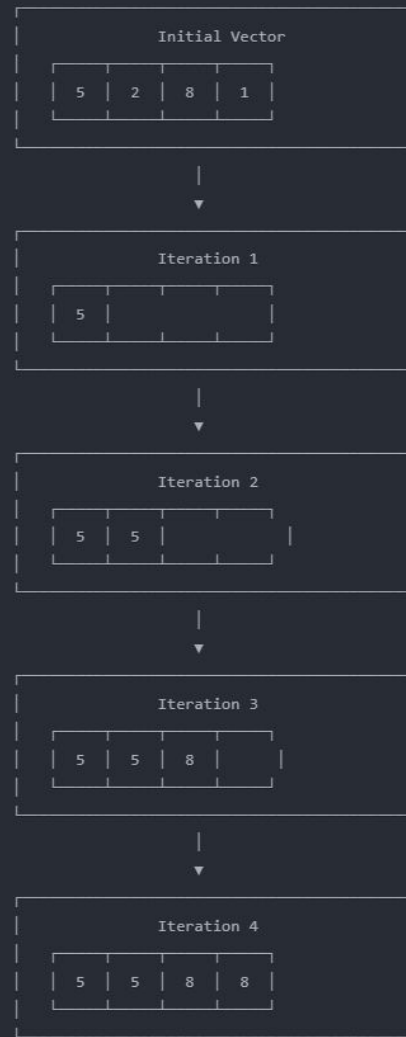 Initial Vector
5 2 8 1
Iteration 1
5
Iteration 2
5 5
Iteration 3
5 5 8
Iteration 4
5 5 8 8